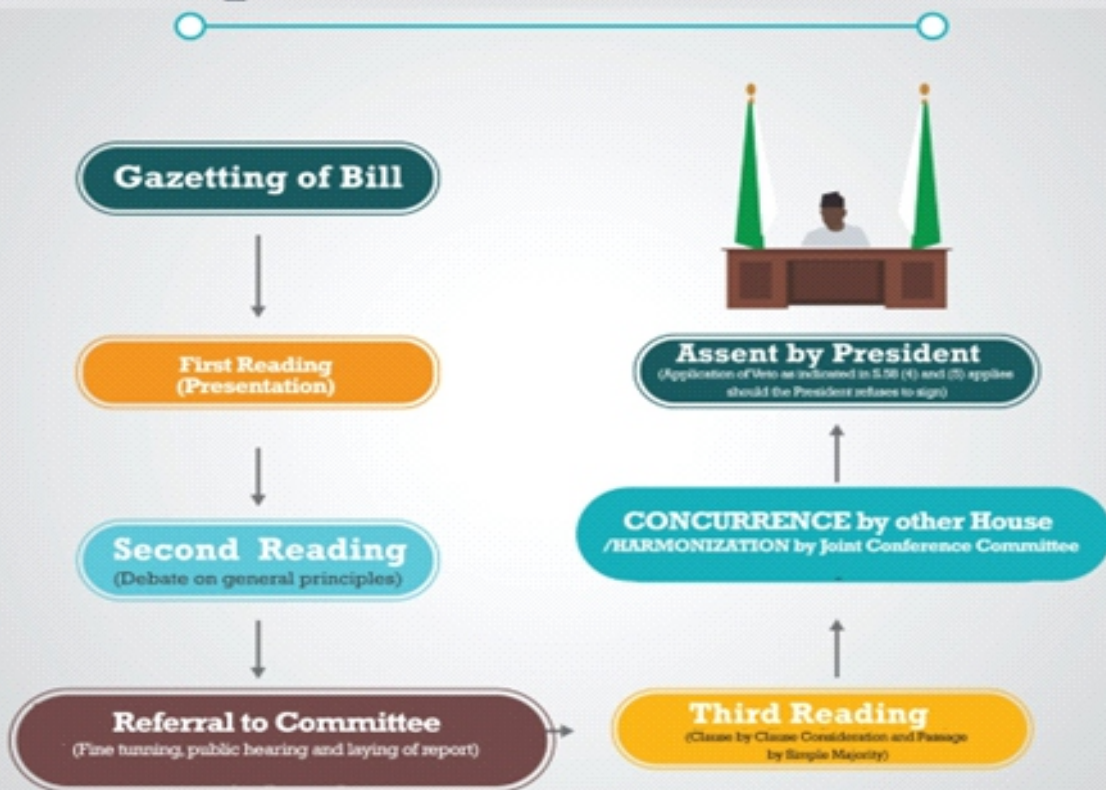 Gazetting of Bill
First Reading
(Presentation)
Second Reading
(Debate on general principles)
Referral to Committee
(Fine tunning, public hearing and laying of report)
Third Reading
(Clause by Clause Consideration and Passage
by Simple Majority)
CONCURRENCE by other House
/HARMONIZATION by Joint Conference Committee
Assent by President
(Application of Veto as indicated in S.58 (4) and (5) applies
should the President refuses to sign)